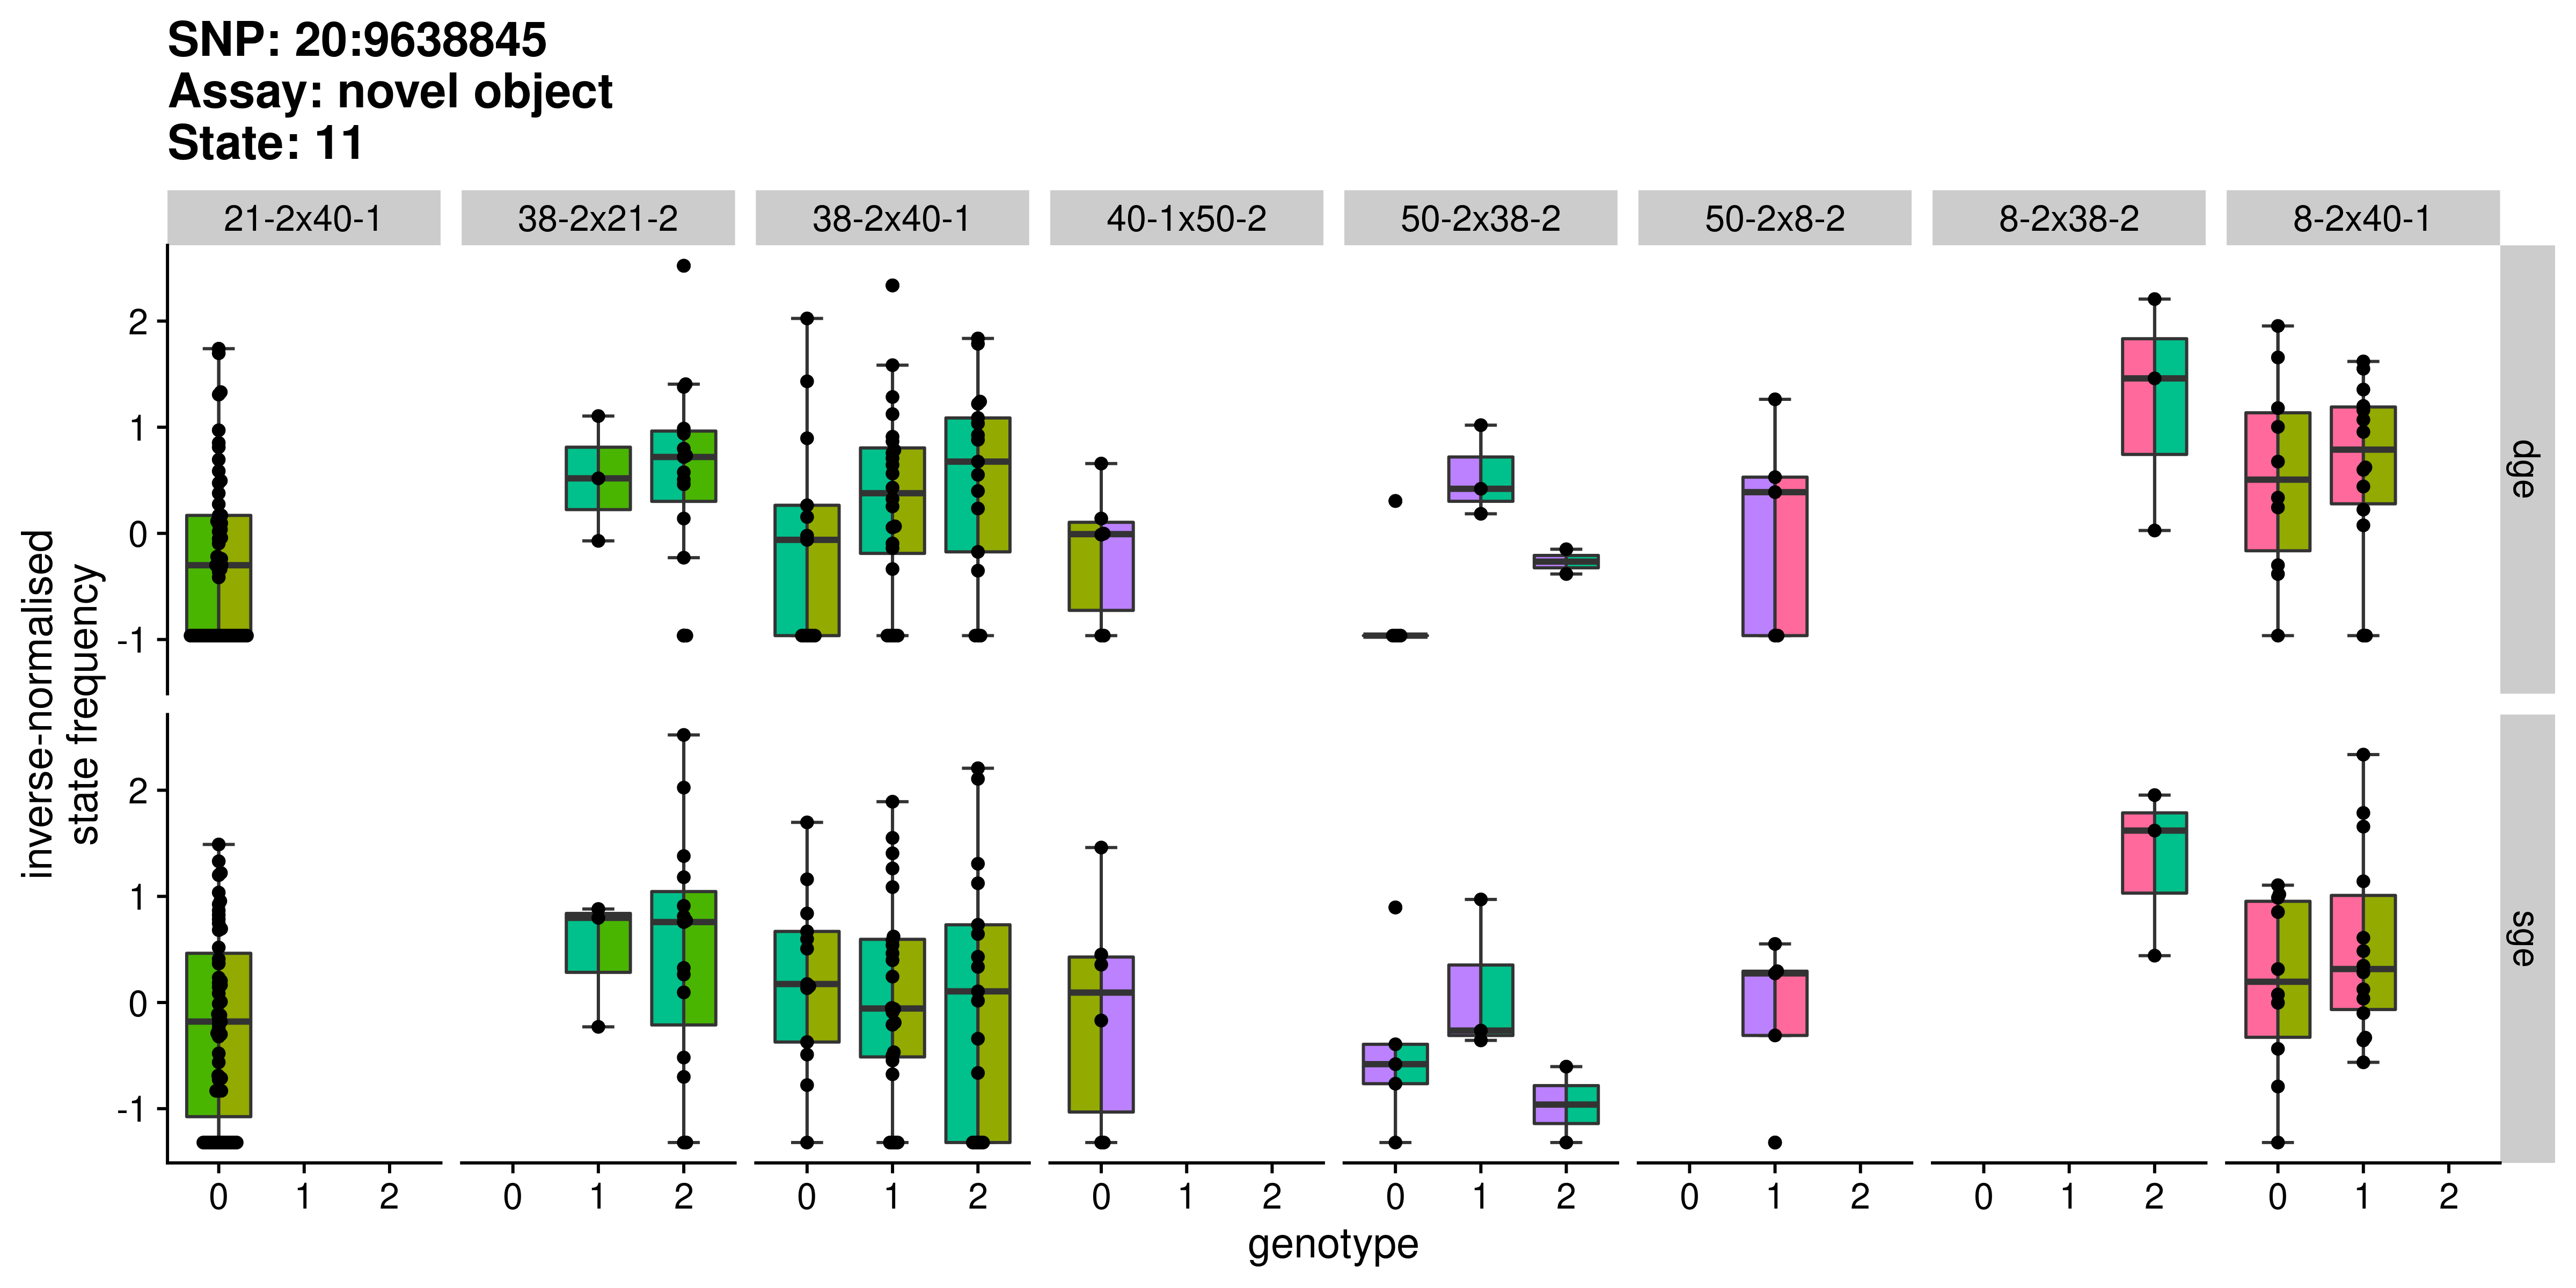 SNP: 20:9638845
Assay: novel object
State: 11
21-2x40-1 38-2x21-2 38-2x40-1 40-1x50-2 50-2x38-2 50-2x8-2 8-2x38-2 8-2x40-1
2
1
0
-1
dge
inverse-normalised
state frequency
2
1
0
-1
sge
0 1 2 0 1 2 0 1 2 0 1 2 0 1 2 0 1 2 0 1 2 0 1 2
genotype